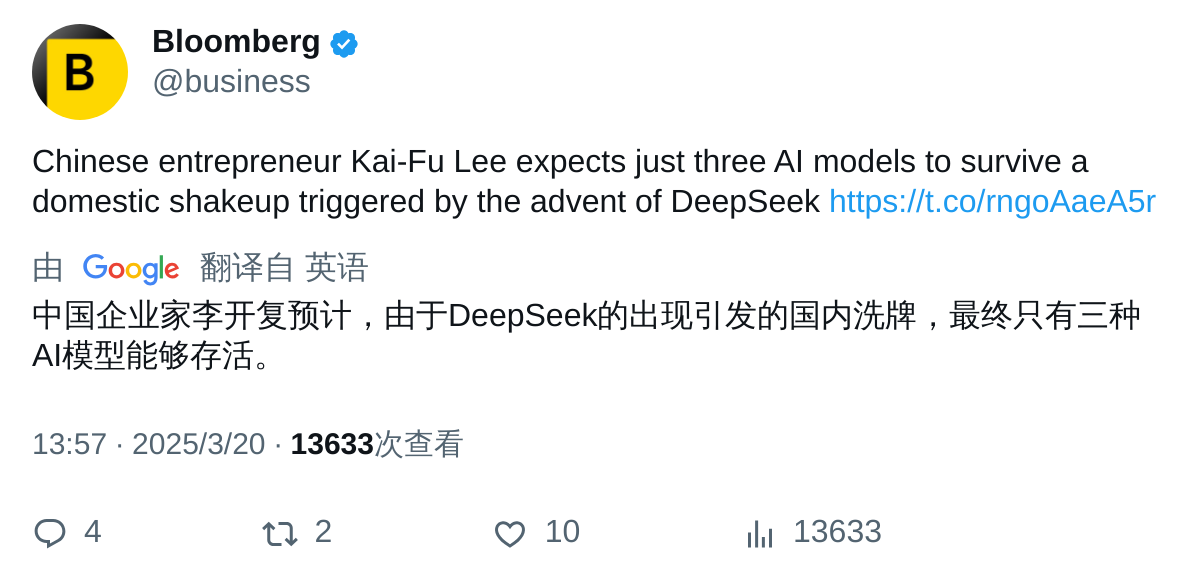 B
Bloomberg
@business
Chinese entrepreneur Kai-Fu Lee expects just three AI models to survive a
domestic shakeup triggered by the advent of DeepSeek https://t.co/rngoAaeA5r
由 Google 翻译自 英语
中国企业家李开复预计，由于DeepSeek的出现引发的国内洗牌，最终只有三种
AI模型能够存活。
13:57 · 2025/3/20 · 13633次查看
4 2 10 13633